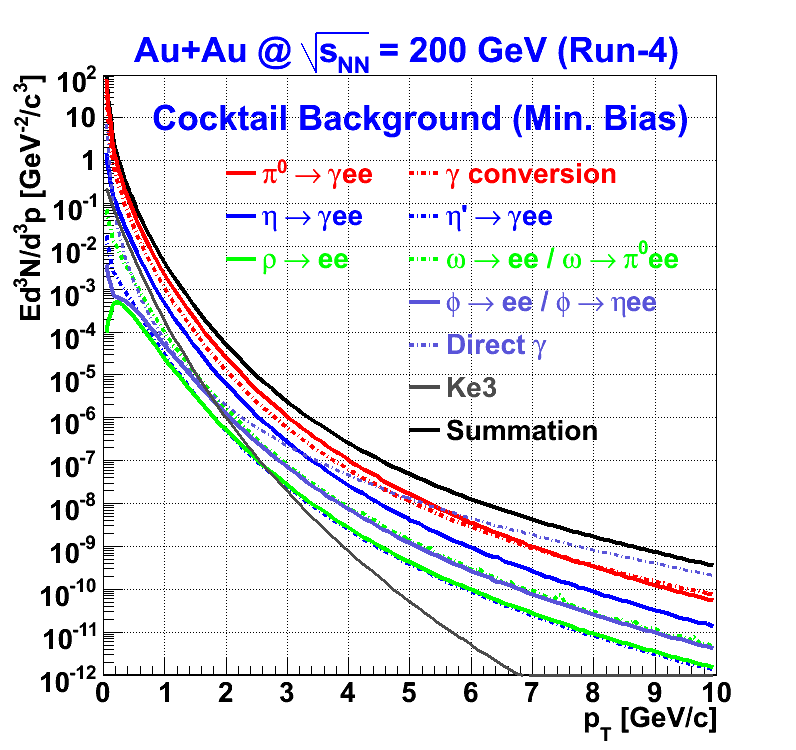 Au+Au @ √s_NN = 200 GeV (Run-4)
Cocktail Background (Min. Bias)
π⁰ → γee
γ conversion
η → γee
η' → γee
ρ → ee
ω → ee / ω → π⁰ee
ϕ → ee / ϕ → ηee
Direct γ
Ke3
Summation
Ed³N/d³p [GeV⁻²/c³]
10²
10
1
10⁻¹
10⁻²
10⁻³
10⁻⁴
10⁻⁵
10⁻⁶
10⁻⁷
10⁻⁸
10⁻⁹
10⁻¹⁰
10⁻¹¹
10⁻¹²
0 1 2 3 4 5 6 7 8 9 10
p_T [GeV/c]